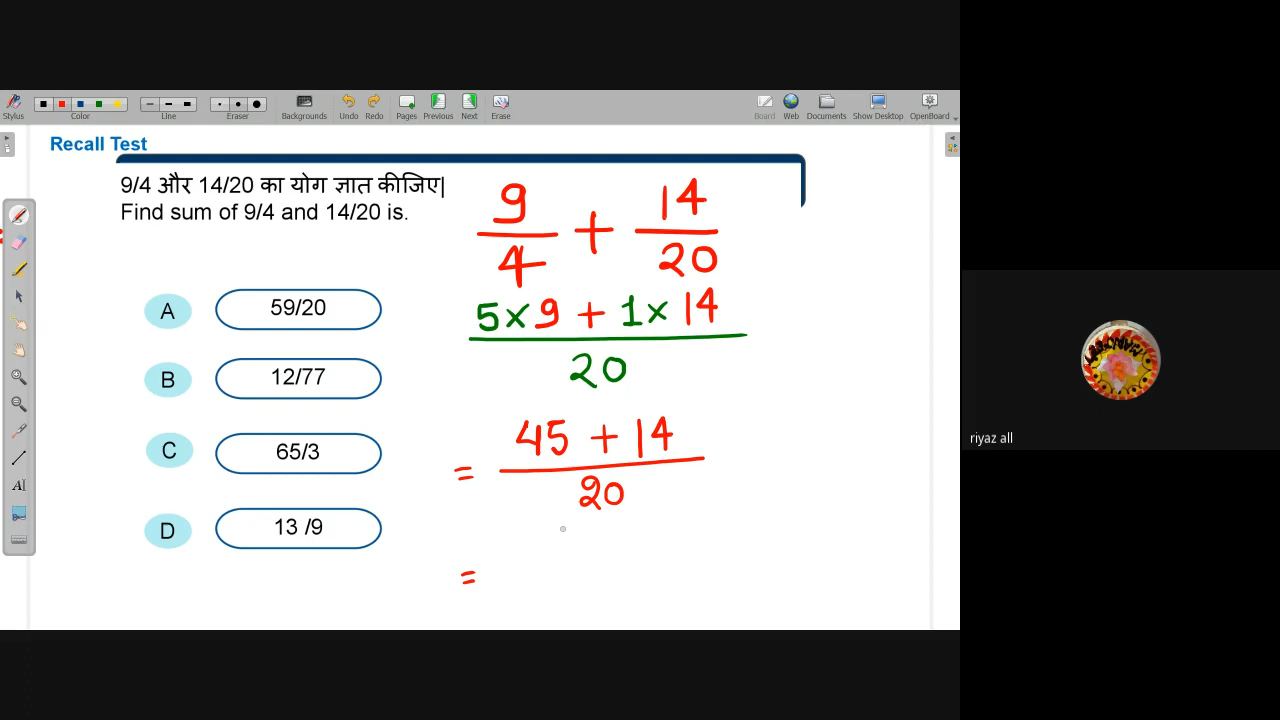 Stylus
Color
Line
Eraser
Backgrounds
Undo
Redo
Pages
Previous
Next
Erase
Board
Web
Documents
Show Desktop
OpenBoard
Recall Test
9/4 और 14/20 का योग ज्ञात कीजिए|
Find sum of 9/4 and 14/20 is.
A 59/20
B 12/77
C 65/3
D 13 /9
9/4 + 14/20
5×9 + 1×14
20
= 45 + 14
20
=
riyaz all